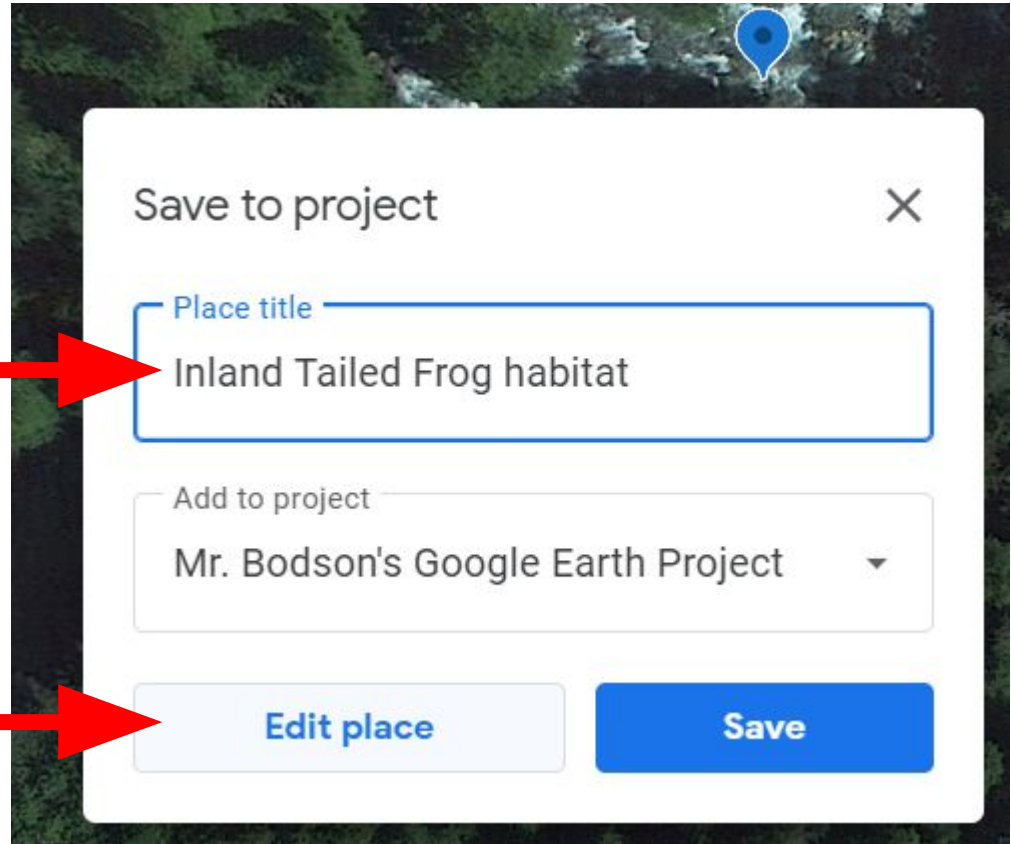 Save to project
Place title
Inland Tailed Frog habitat
Add to project
Mr. Bodson's Google Earth Project
Edit place
Save